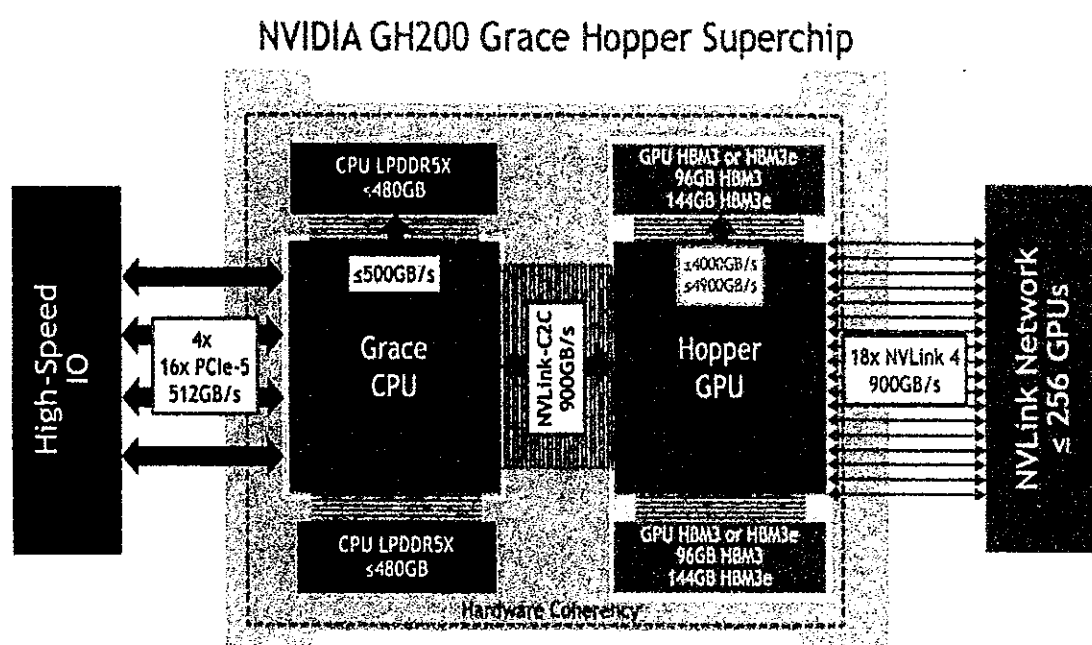 NVIDIA GH200 Grace Hopper Superchip
CPU LPDDR5X
≤480GB
GPU HBM3 or HBM3e
96GB HBM3
144GB HBM3e
High-Speed
IO
4x
16x PCIe-5
512GB/s
≤500GB/s
Grace
CPU
NVLink-C2C
900GB/s
≤4000GB/s
≤4900GB/s
Hopper
GPU
18x NVLink 4
900GB/s
NVLink Network
≤ 256 GPUs
CPU LPDDR5X
≤480GB
GPU HBM3 or HBM3e
96GB HBM3
144GB HBM3e
Hardware Coherency